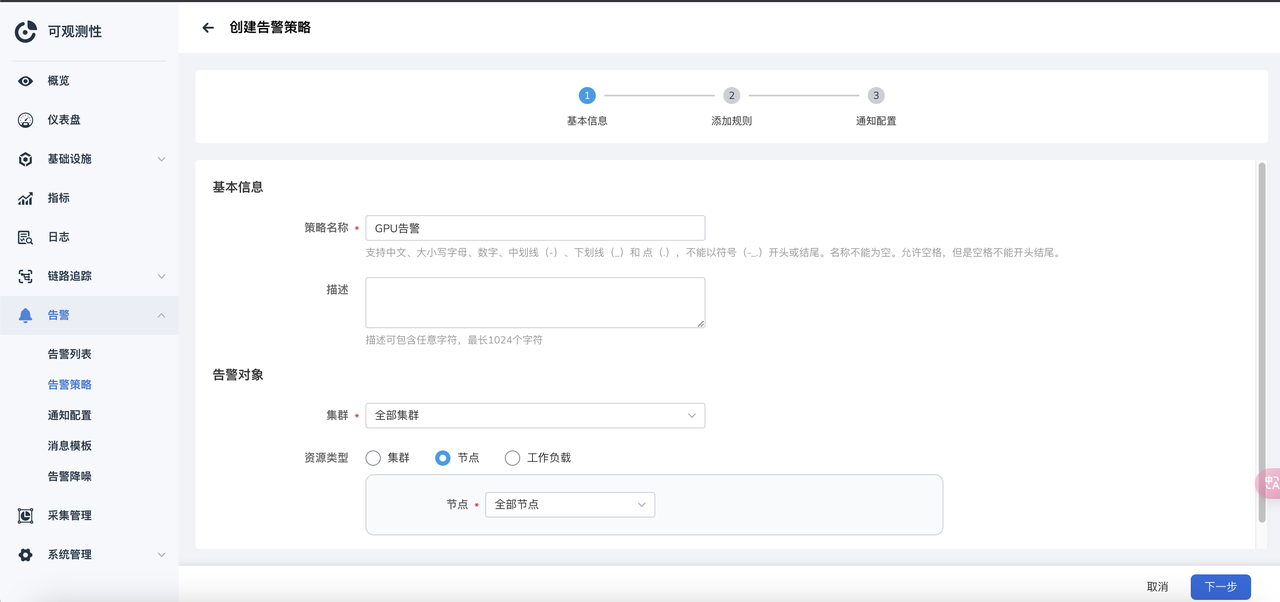 可观测性
概览
仪表盘
基础设施
指标
日志
链路追踪
告警
告警列表
告警策略
通知配置
消息模板
告警降噪
采集管理
系统管理
创建告警策略
1
2
3
基本信息
添加规则
通知配置
基本信息
策略名称 *
GPU告警
支持中文、大小写字母、数字、中划线（-）、下划线（_）和 点（.），不能以符号（-_.）开头或结尾。名称不能为空。允许空格，但是空格不能开头结尾。
描述
描述可包含任意字符，最长1024个字符
告警对象
集群 *
全部集群
资源类型
集群
节点
工作负载
节点 *
全部节点
中
A
取消
下一步